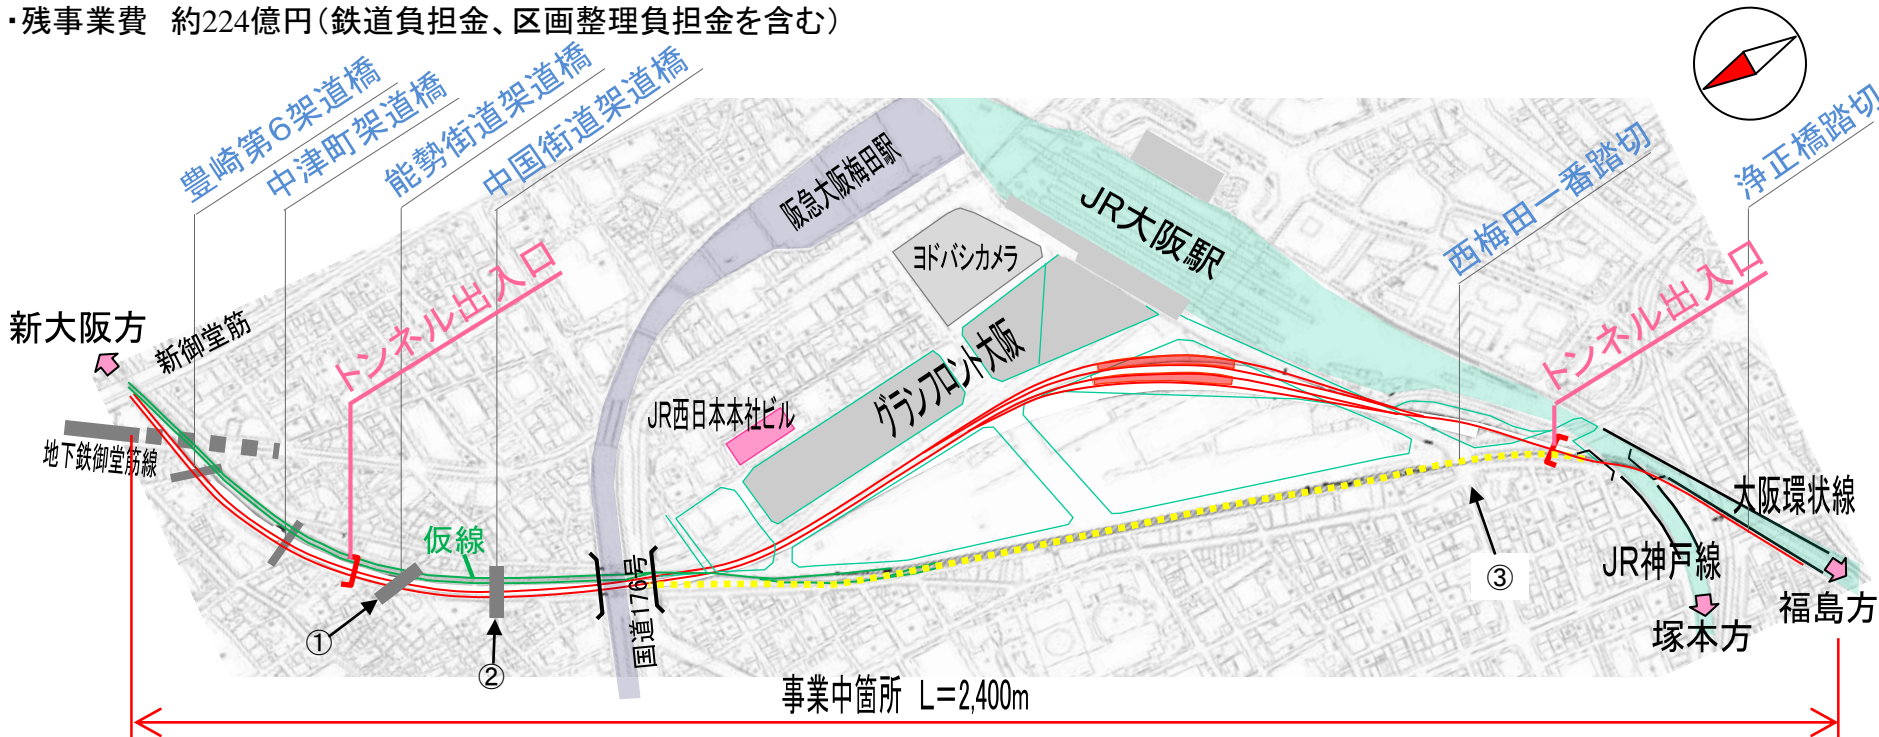 ・残事業費　約224億円（鉄道負担金、区画整理負担金を含む）
豊崎第６架道橋
中津町架道橋
能勢街道架道橋
中国街道架道橋
西梅田一番踏切
浄正橋踏切
阪急大阪梅田駅
JR大阪駅
ヨドバシカメラ
トンネル出入口
トンネル出入口
新大阪方
新御堂筋
グランフロント大阪
JR西日本本社ビル
地下鉄御堂筋線
仮線
大阪環状線
JR神戸線
国道176号
①
②
③
福島方
塚本方
事業中箇所　L＝2,400m